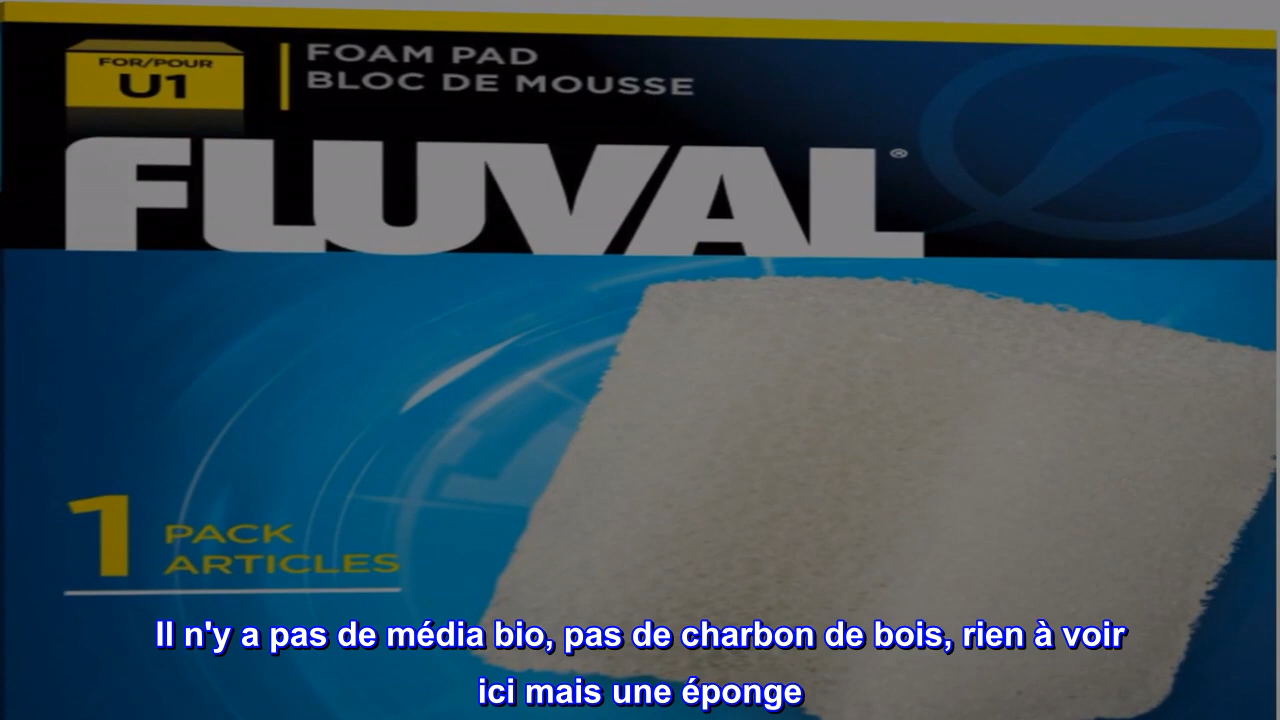 FOR/POUR
U1
FOAM PAD
BLOC DE MOUSSE
FLUVAL®
1 PACK
ARTICLES
Il n'y a pas de média bio, pas de charbon de bois, rien à voir
ici mais une éponge